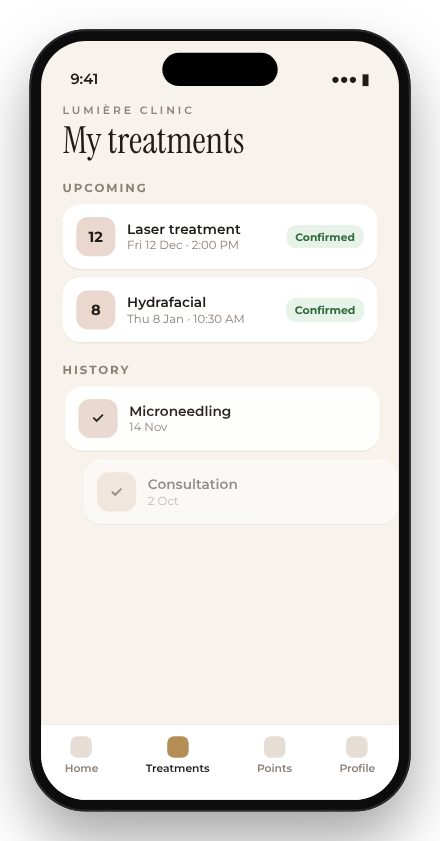 9:41
LUMIÈRE CLINIC
My treatments
UPCOMING
12
Laser treatment
Fri 12 Dec · 2:00 PM
Confirmed
8
Hydrafacial
Thu 8 Jan · 10:30 AM
Confirmed
HISTORY
Microneedling
14 Nov
Consultation
2 Oct
Home
Treatments
Points
Profile